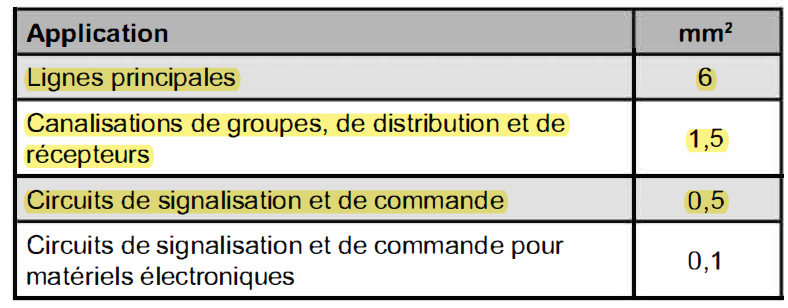 Application mm²
Lignes principales 6
Canalisations de groupes, de distribution et de
récepteurs 1,5
Circuits de signalisation et de commande 0,5
Circuits de signalisation et de commande pour
matériels électroniques 0,1